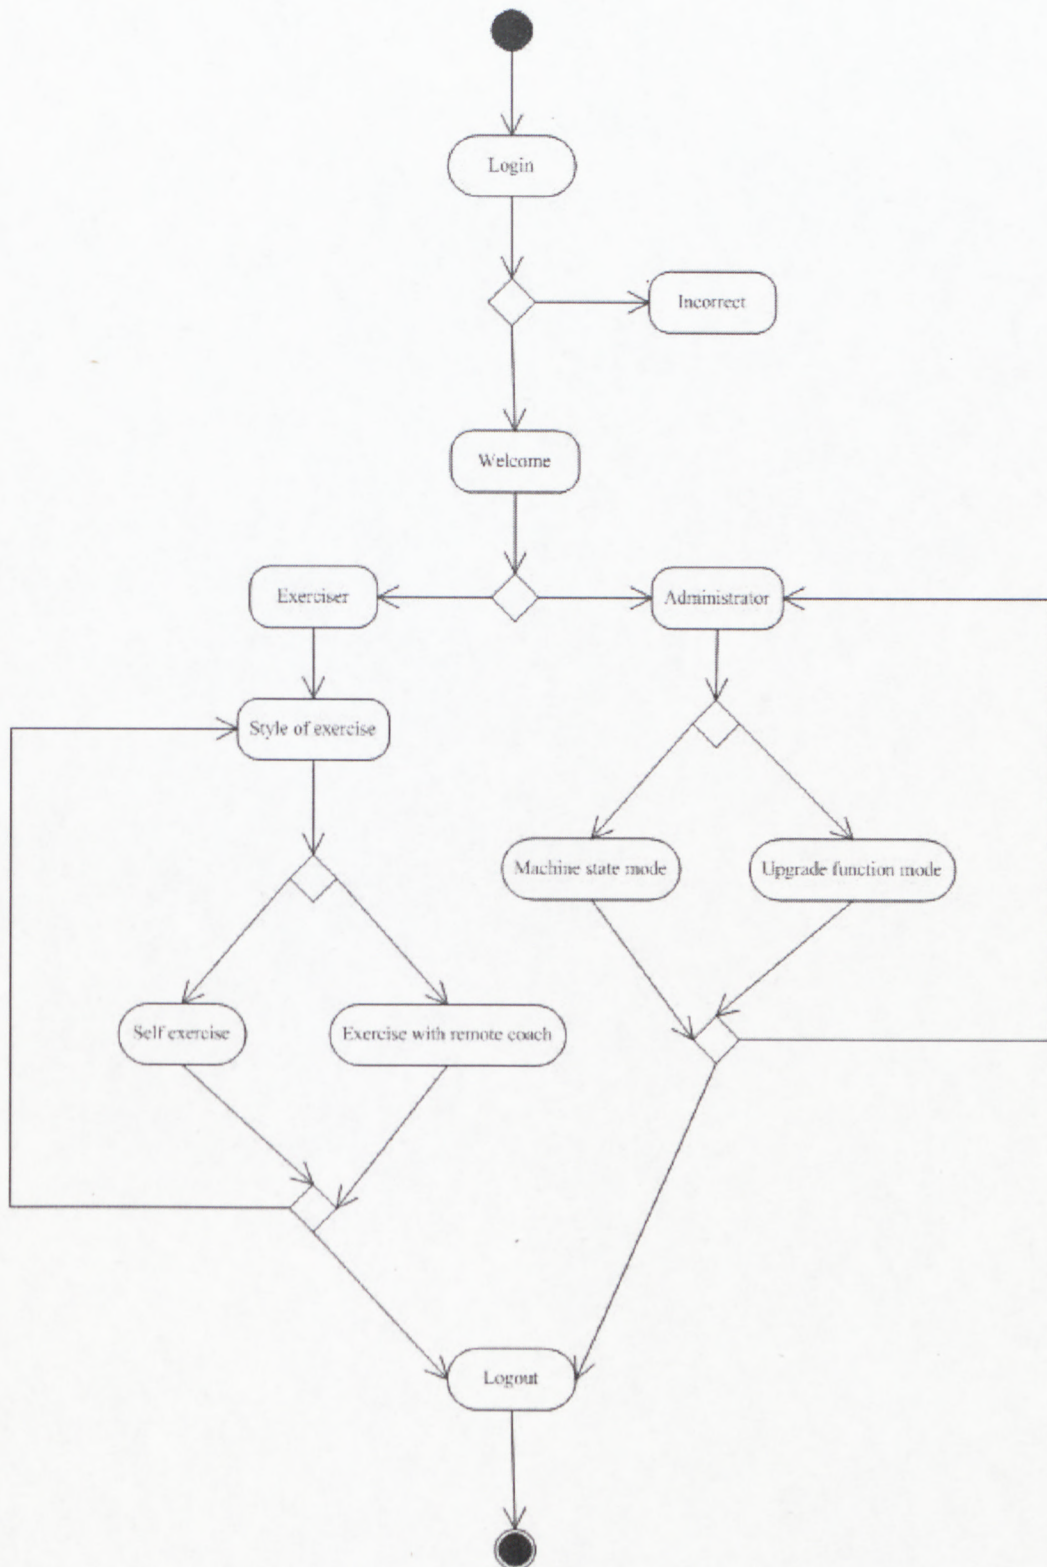 Login
Incorrect
Welcome
Exerciser
Administrator
Style of exercise
Machine state mode
Upgrade function mode
Self exercise
Exercise with remote coach
Logout